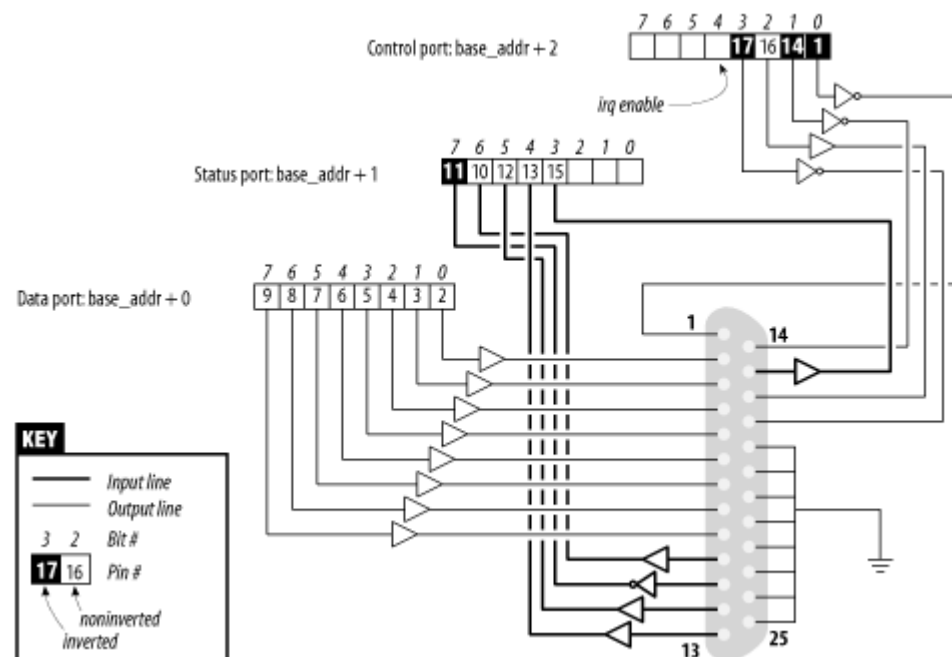 7 6 5 4 3 2 1 0
Control port: base_addr + 2
17 16 14 1
irq enable
7 6 5 4 3 2 1 0
Status port: base_addr + 1
11 10 12 13 15
7 6 5 4 3 2 1 0
Data port: base_addr + 0
9 8 7 6 5 4 3 2
1
14
KEY
Input line
Output line
3 2 Bit #
17 16 Pin #
noninverted
inverted
13
25